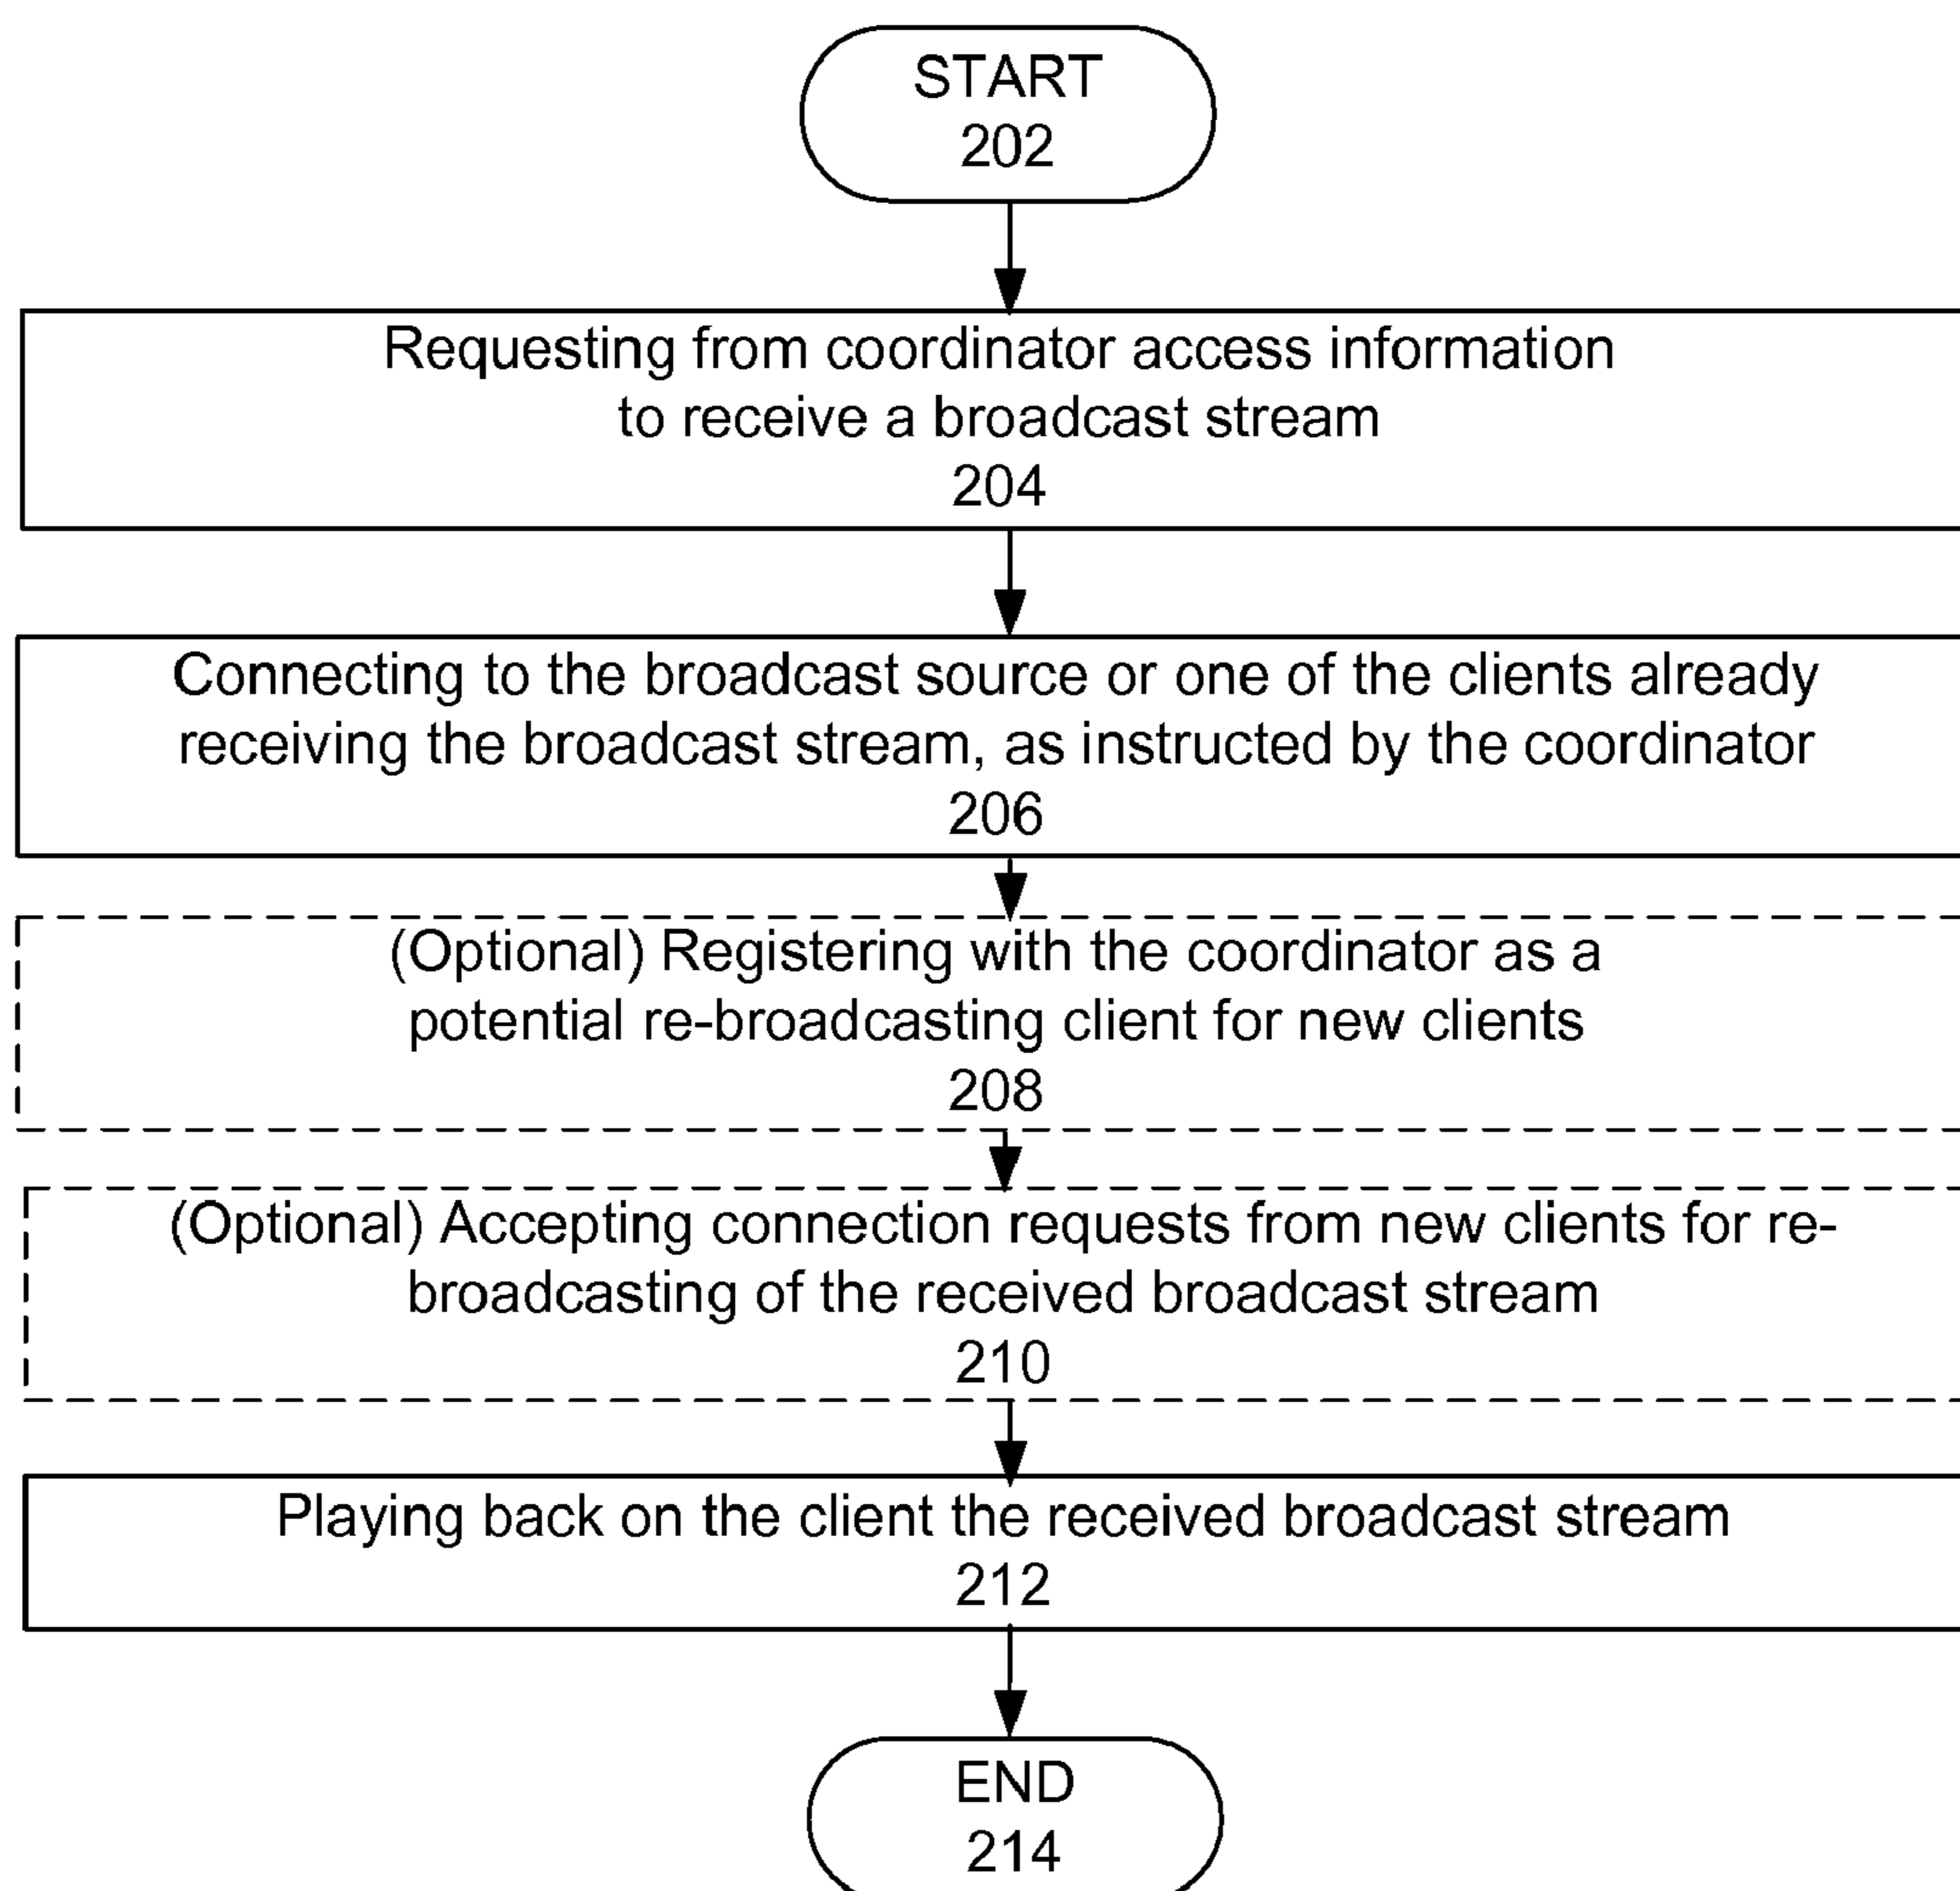 START
202
Requesting from coordinator access information
to receive a broadcast stream
204
Connecting to the broadcast source or one of the clients already
receiving the broadcast stream, as instructed by the coordinator
206
(Optional) Registering with the coordinator as a
potential re-broadcasting client for new clients
208
(Optional) Accepting connection requests from new clients for re-
broadcasting of the received broadcast stream
210
Playing back on the client the received broadcast stream
212
END
214